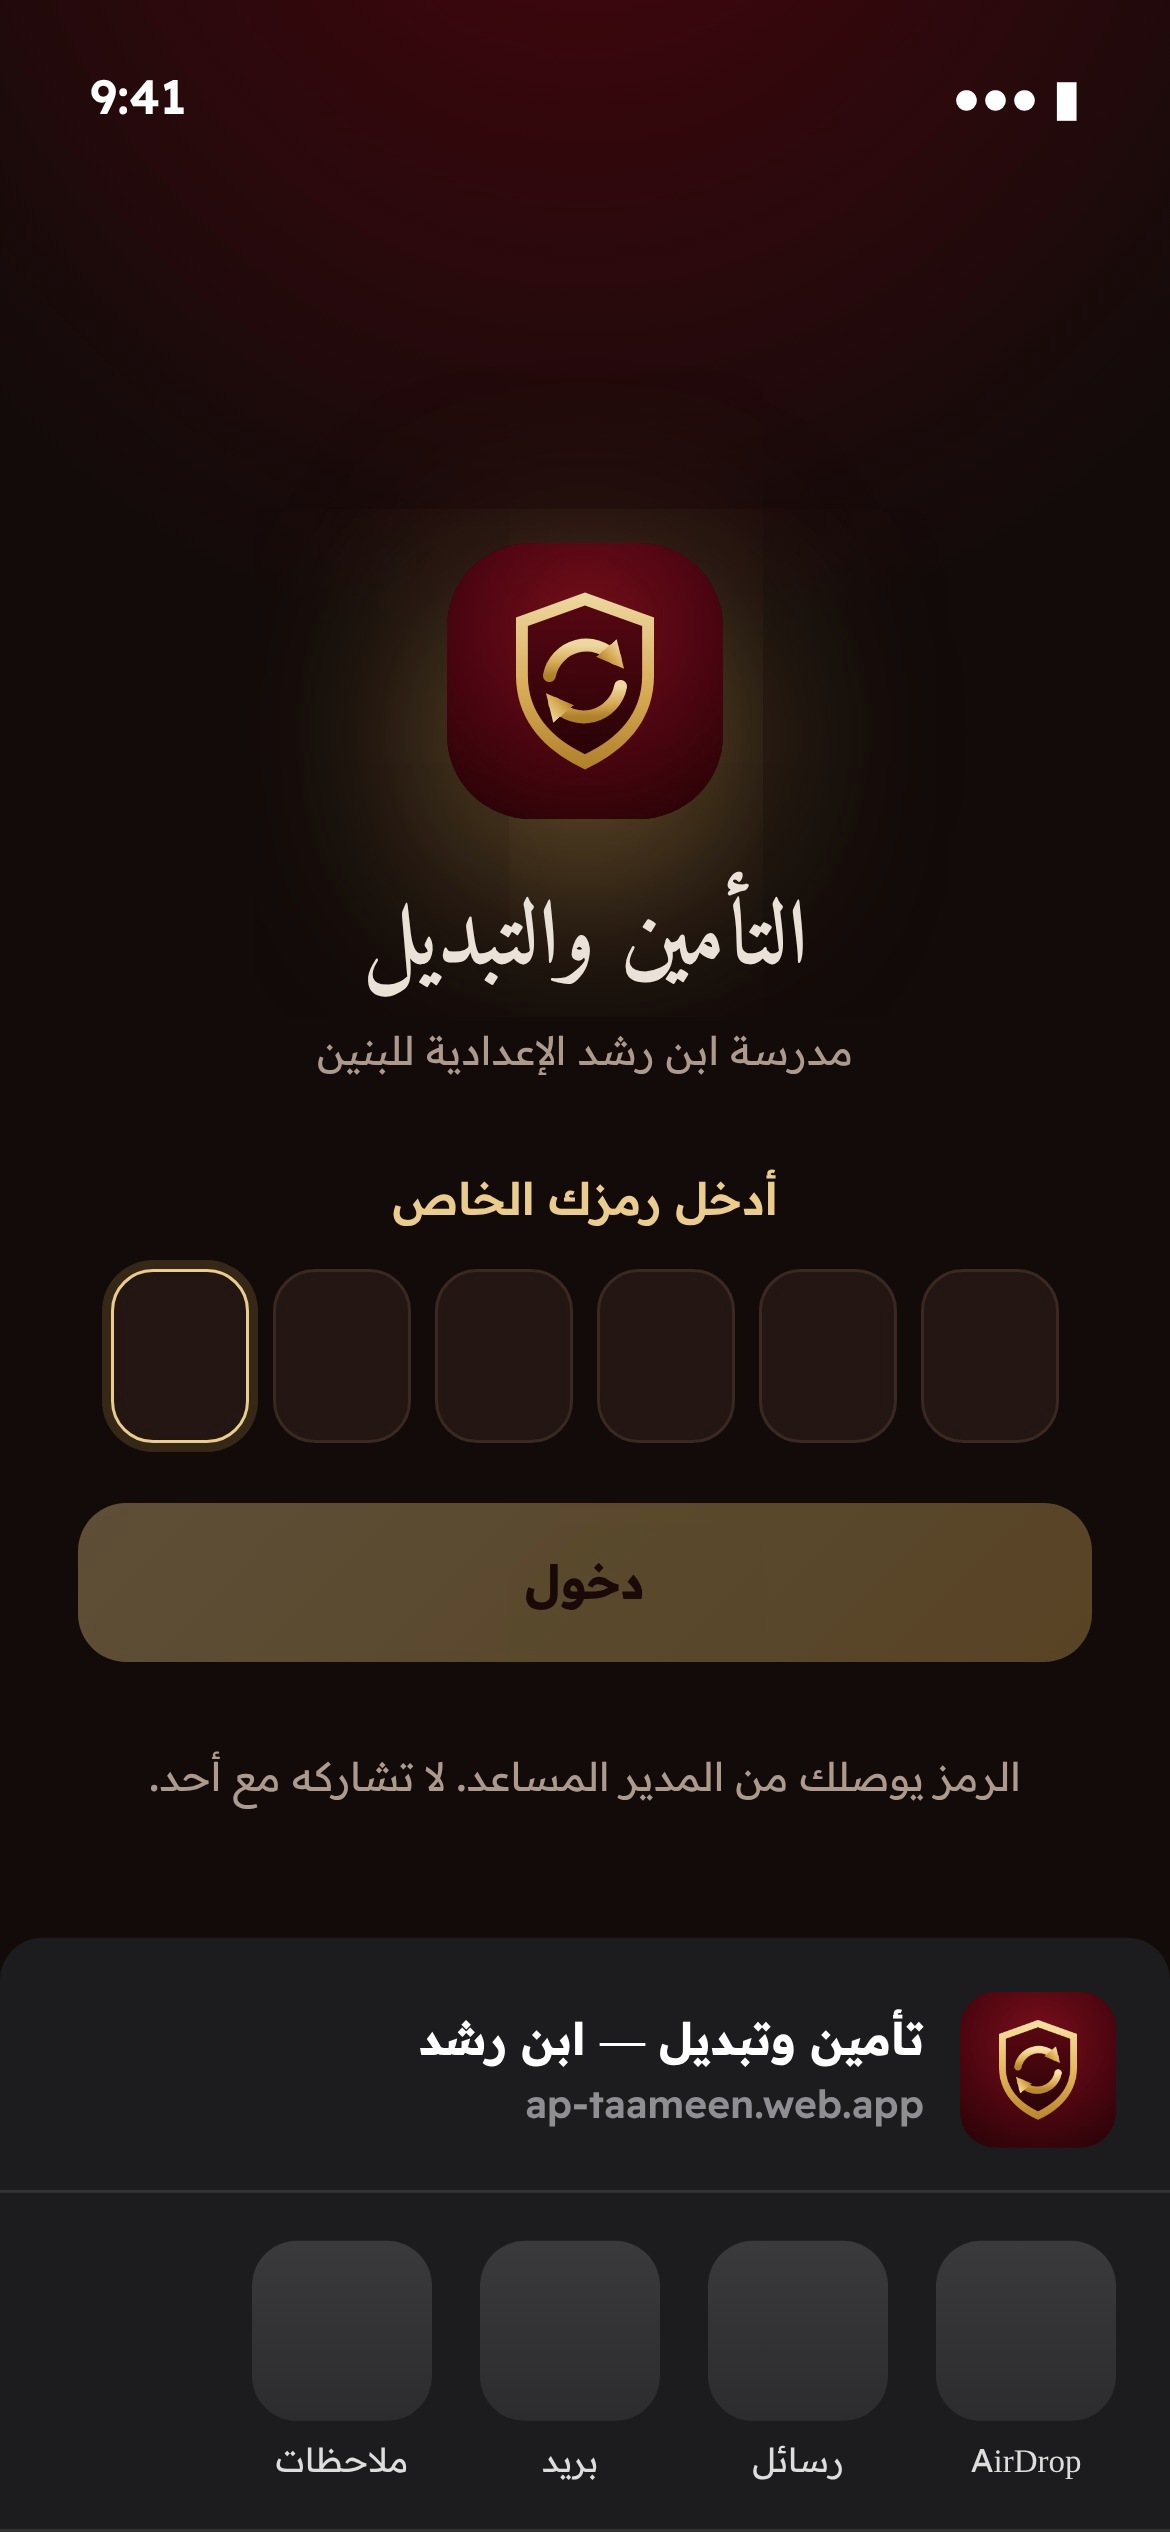 9:41
التأمين والتبديل
مدرسة ابن رشد الإعدادية للبنين
أدخل رمزك الخاص
دخول
الرمز يوصلك من المدير المساعد. لا تشاركه مع أحد.
تأمين وتبديل — ابن رشد
ap-taameen.web.app
AirDrop رسائل بريد ملاحظات